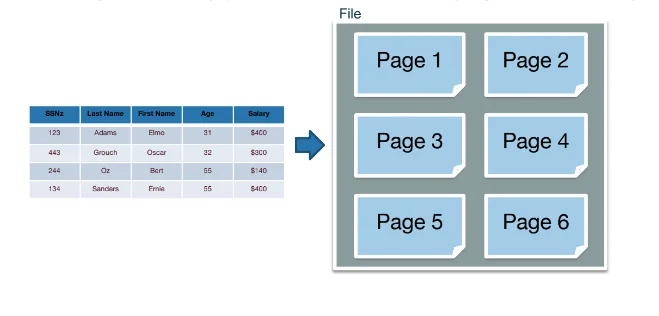 File
SSNz Last Name First Name Age Salary
123 Adams Elmo 31 $400
443 Grouch Oscar 32 $300
244 Oz Bert 55 $140
134 Sanders Ernie 55 $400
Page 1 Page 2
Page 3 Page 4
Page 5 Page 6